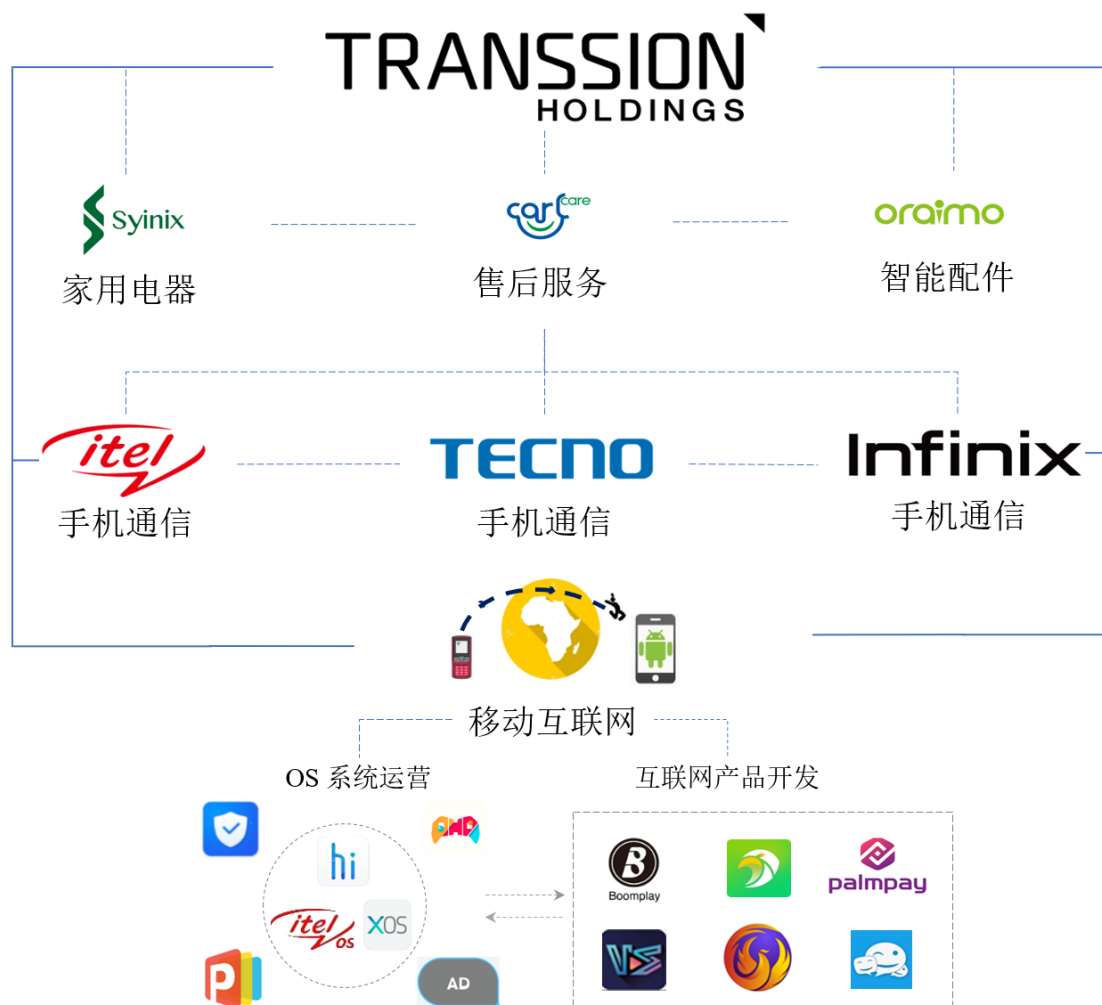 TRANSSION
HOLDINGS
Syinix
carlcare
oraimo
家用电器
售后服务
智能配件
itel
TECNO
Infinix
手机通信
手机通信
手机通信
移动互联网
OS 系统运营
互联网产品开发
hi
itel OS
XOS
P
AD
B
Boomplay
palmpay
VS